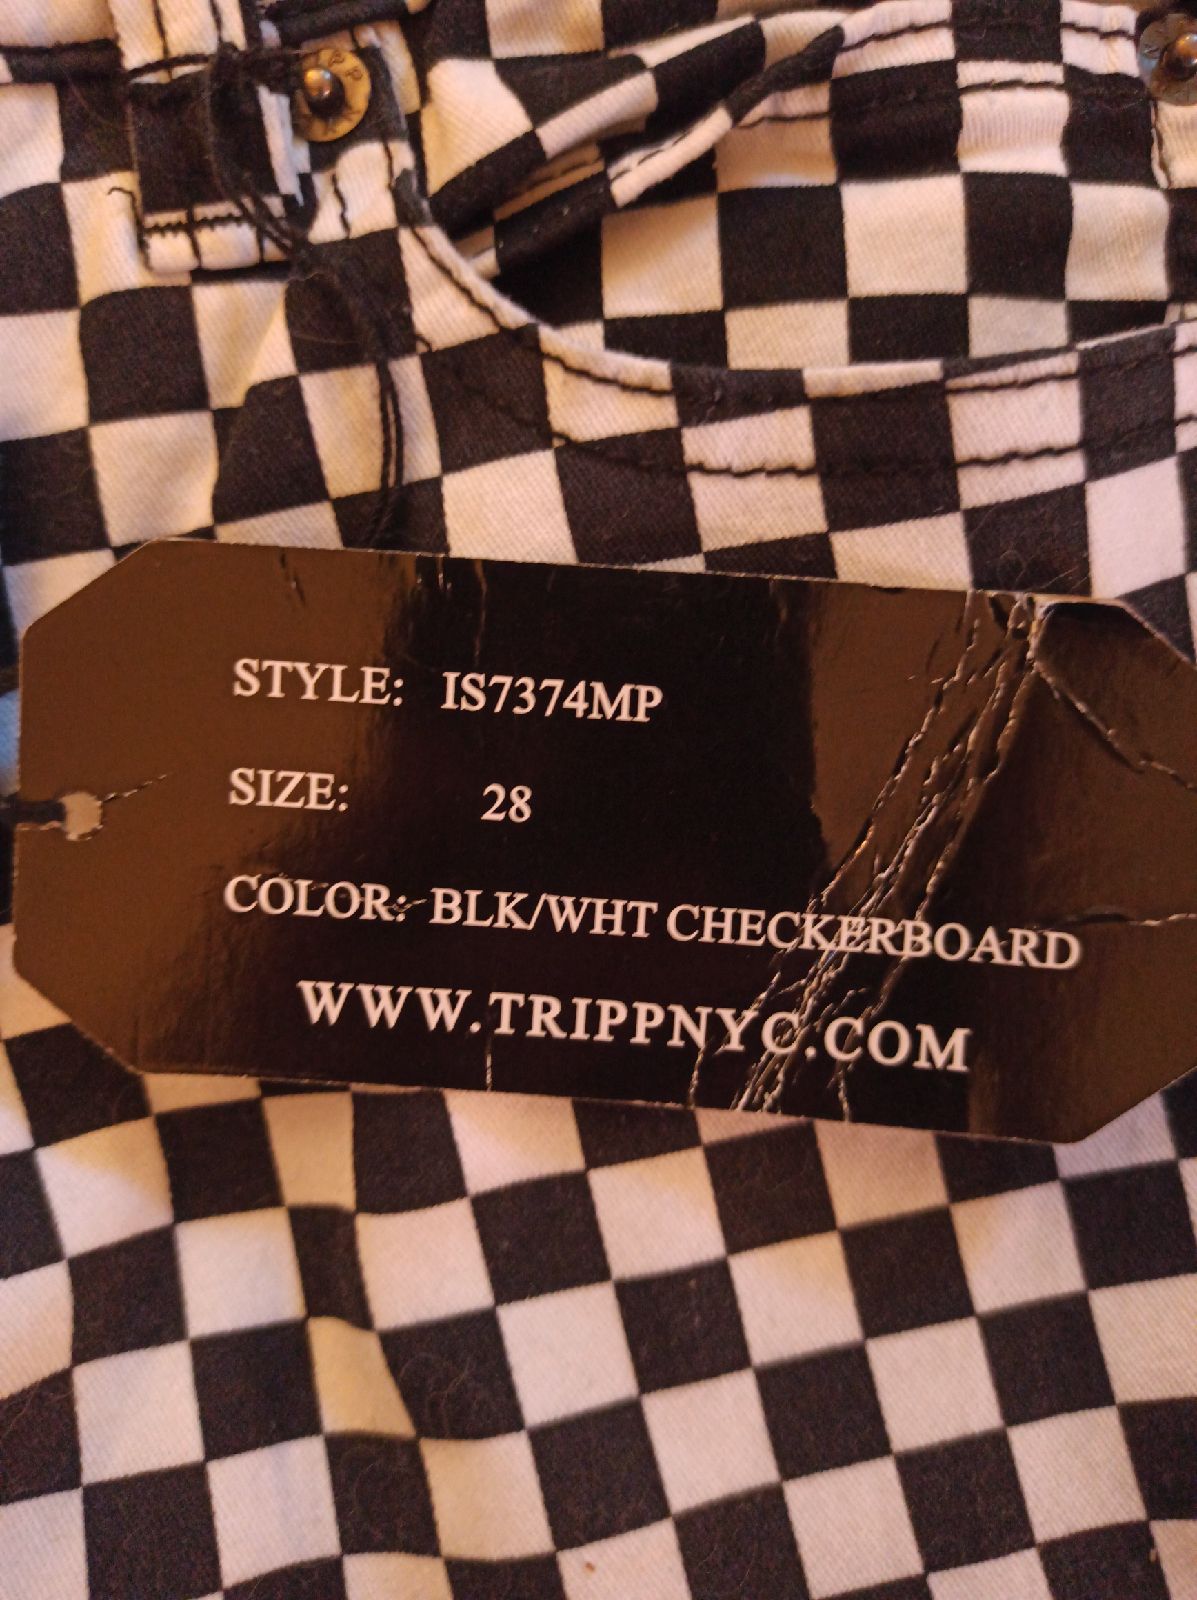 STYLE: IS7374MP
SIZE: 28
COLOR: BLK/WHT CHECKERBOARD
WWW.TRIPPNYC.COM